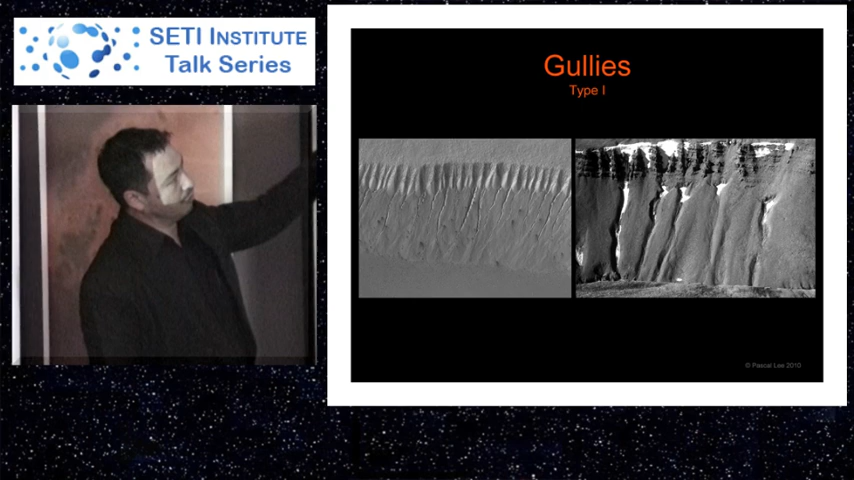 SETI INSTITUTE
Talk Series
Gullies
Type I
© Pascal Lee 2010